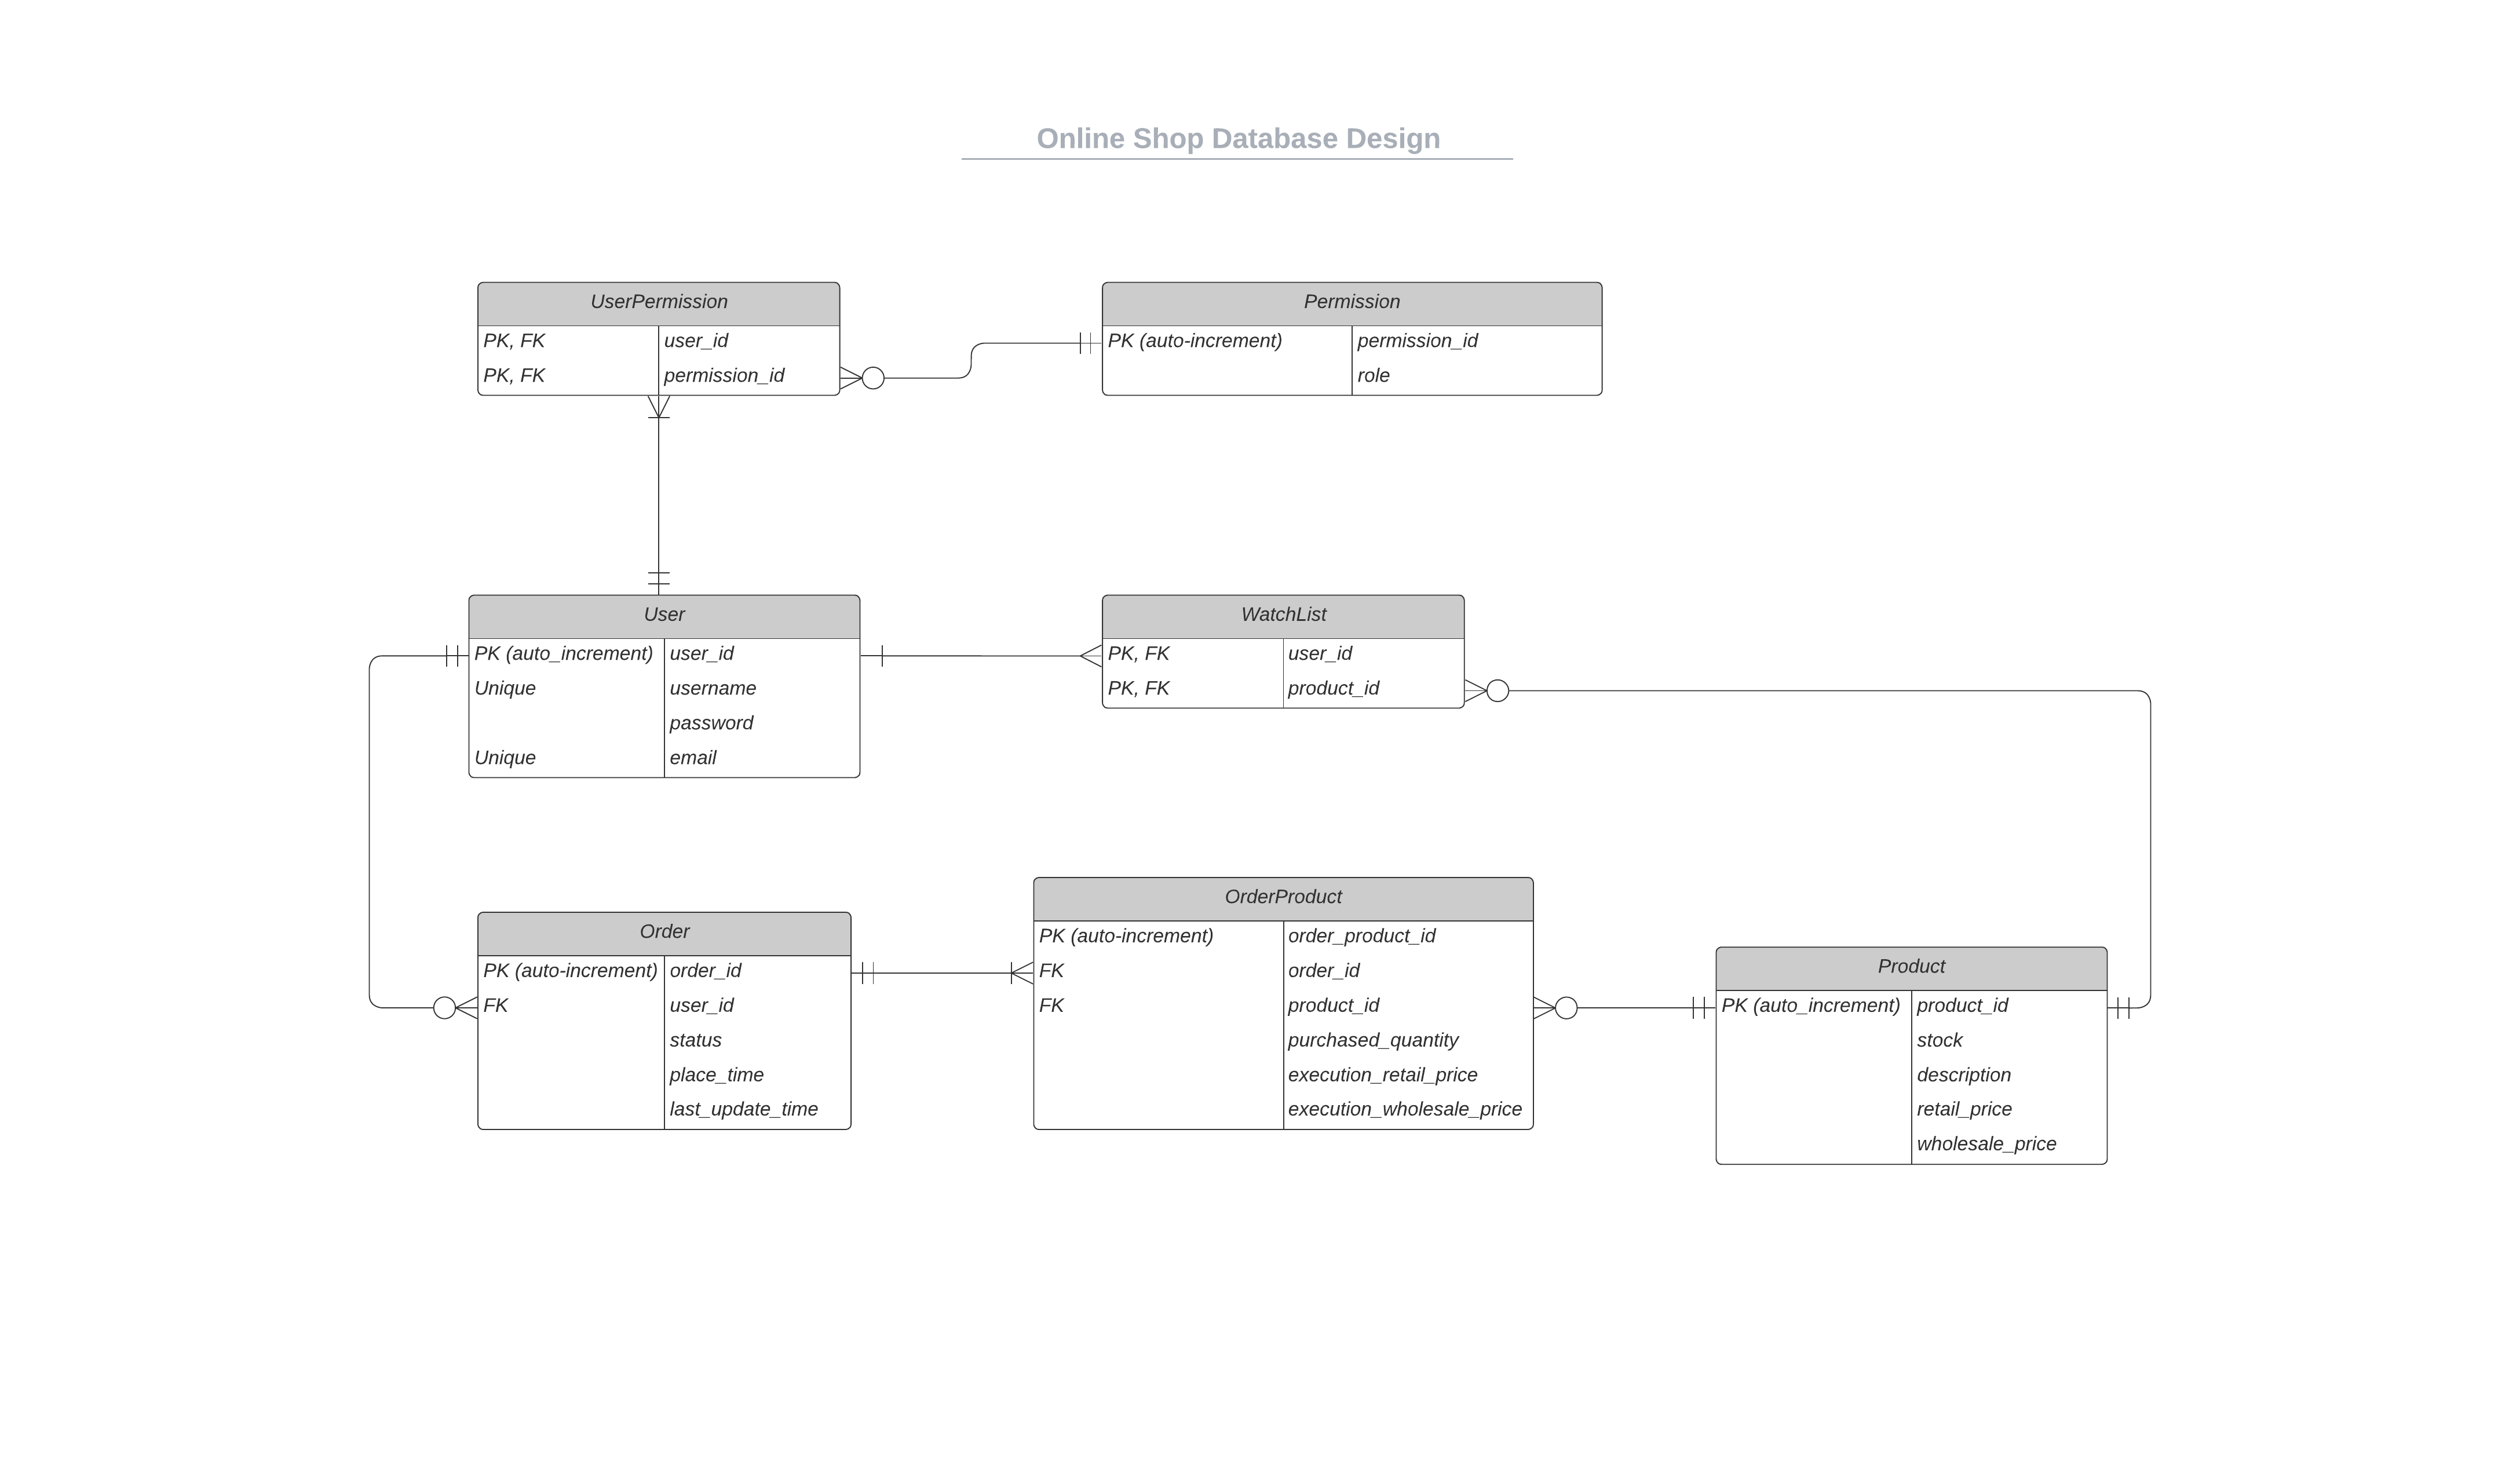 Online Shop Database Design
UserPermission
PK, FK user_id
PK, FK permission_id
Permission
PK (auto-increment) permission_id
role
User
PK (auto_increment) user_id
Unique username
password
Unique email
WatchList
PK, FK user_id
PK, FK product_id
Order
PK (auto-increment) order_id
FK user_id
status
place_time
last_update_time
OrderProduct
PK (auto-increment) order_product_id
FK order_id
FK product_id
purchased_quantity
execution_retail_price
execution_wholesale_price
Product
PK (auto_increment) product_id
stock
description
retail_price
wholesale_price